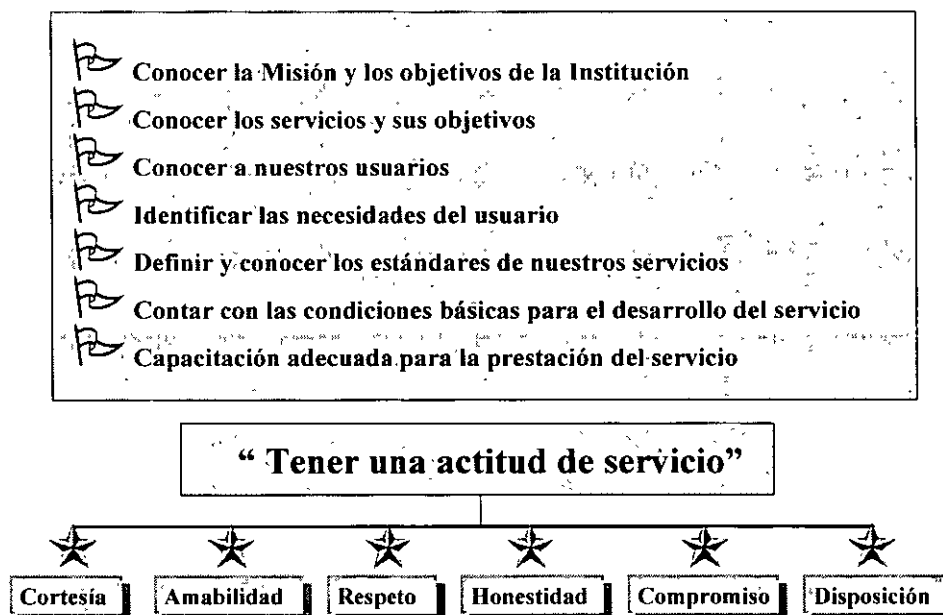 Conocer la Misión y los objetivos de la Institución
Conocer los servicios y sus objetivos
Conocer a nuestros usuarios
Identificar las necesidades del usuario
Definir y conocer los estándares de nuestros servicios
Contar con las condiciones básicas para el desarrollo del servicio
Capacitación adecuada para la prestación del servicio
“ Tener una actitud de servicio”
Cortesía Amabilidad Respeto Honestidad Compromiso Disposición